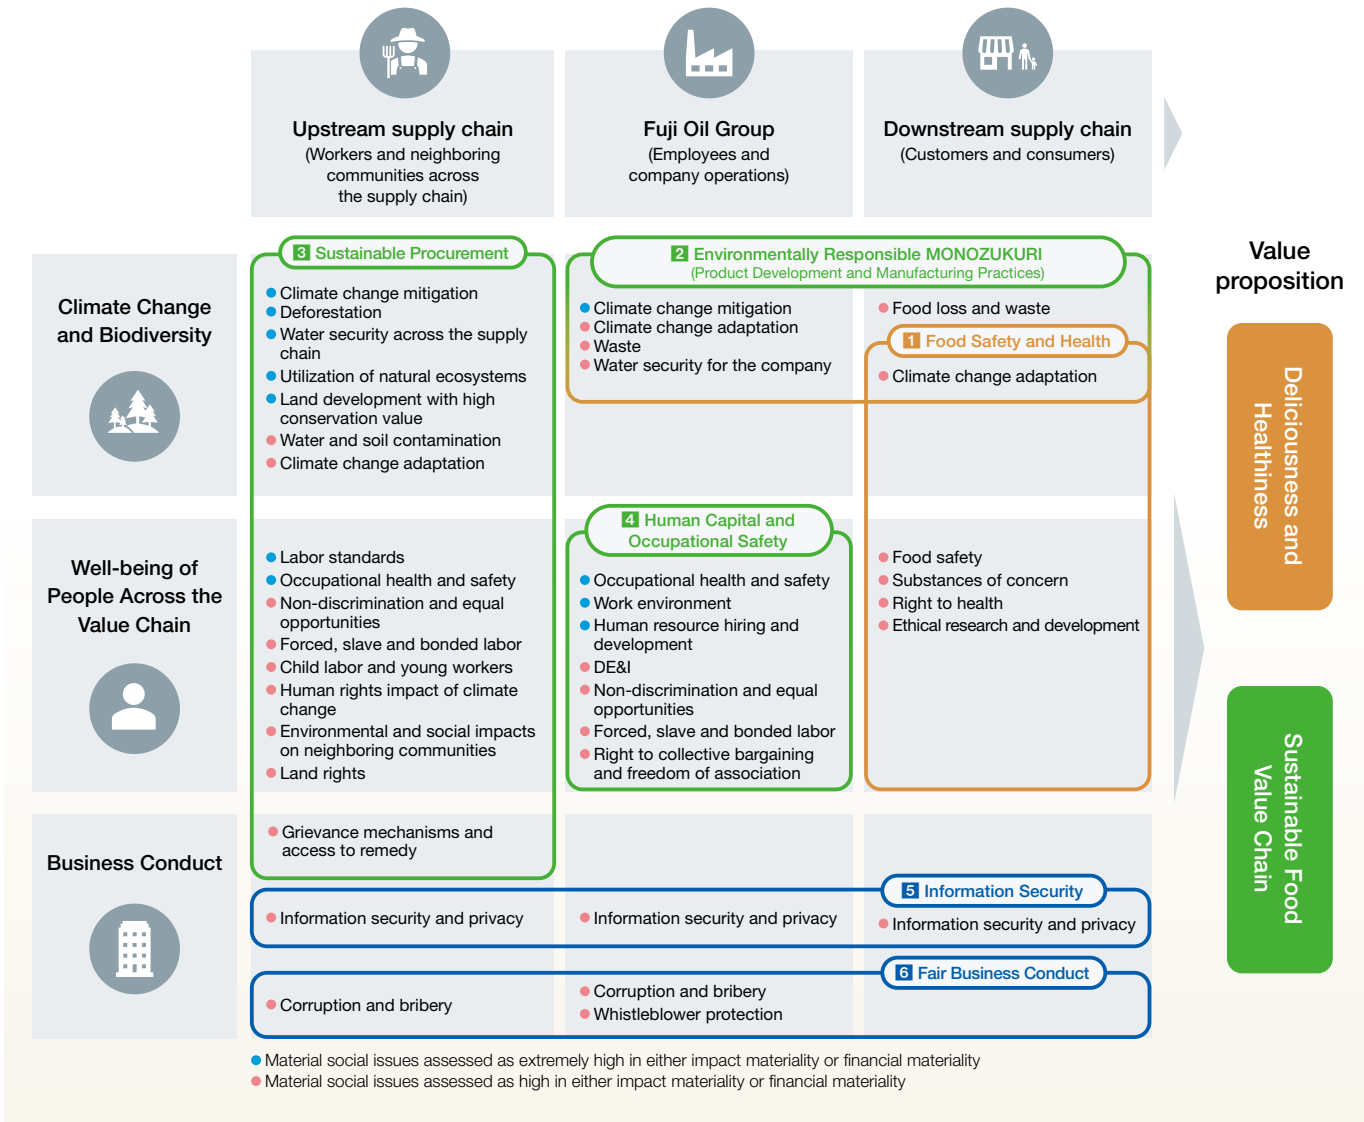 Upstream supply chain
(Workers and neighboring
communities across
the supply chain)
Fuji Oil Group
(Employees and
company operations)
Downstream supply chain
(Customers and consumers)
Climate Change
and Biodiversity
3 Sustainable Procurement
Climate change mitigation
Deforestation
Water security across the supply
chain
Utilization of natural ecosystems
Land development with high
conservation value
Water and soil contamination
Climate change adaptation
2 Environmentally Responsible MONOZUKURI
(Product Development and Manufacturing Practices)
Climate change mitigation
Climate change adaptation
Waste
Water security for the company
Food loss and waste
1 Food Safety and Health
Climate change adaptation
Well-being of
People Across the
Value Chain
Labor standards
Occupational health and safety
Non-discrimination and equal
opportunities
Forced, slave and bonded labor
Child labor and young workers
Human rights impact of climate
change
Environmental and social impacts
on neighboring communities
Land rights
4 Human Capital and
Occupational Safety
Occupational health and safety
Work environment
Human resource hiring and
development
DE&I
Non-discrimination and equal
opportunities
Forced, slave and bonded labor
Right to collective bargaining
and freedom of association
Food safety
Substances of concern
Right to health
Ethical research and development
Business Conduct
Grievance mechanisms and
access to remedy
5 Information Security
Information security and privacy
Information security and privacy
Information security and privacy
6 Fair Business Conduct
Corruption and bribery
Corruption and bribery
Whistleblower protection
Value
proposition
Deliciousness and
Healthiness
Sustainable Food
Value Chain
Material social issues assessed as extremely high in either impact materiality or financial materiality
Material social issues assessed as high in either impact materiality or financial materiality